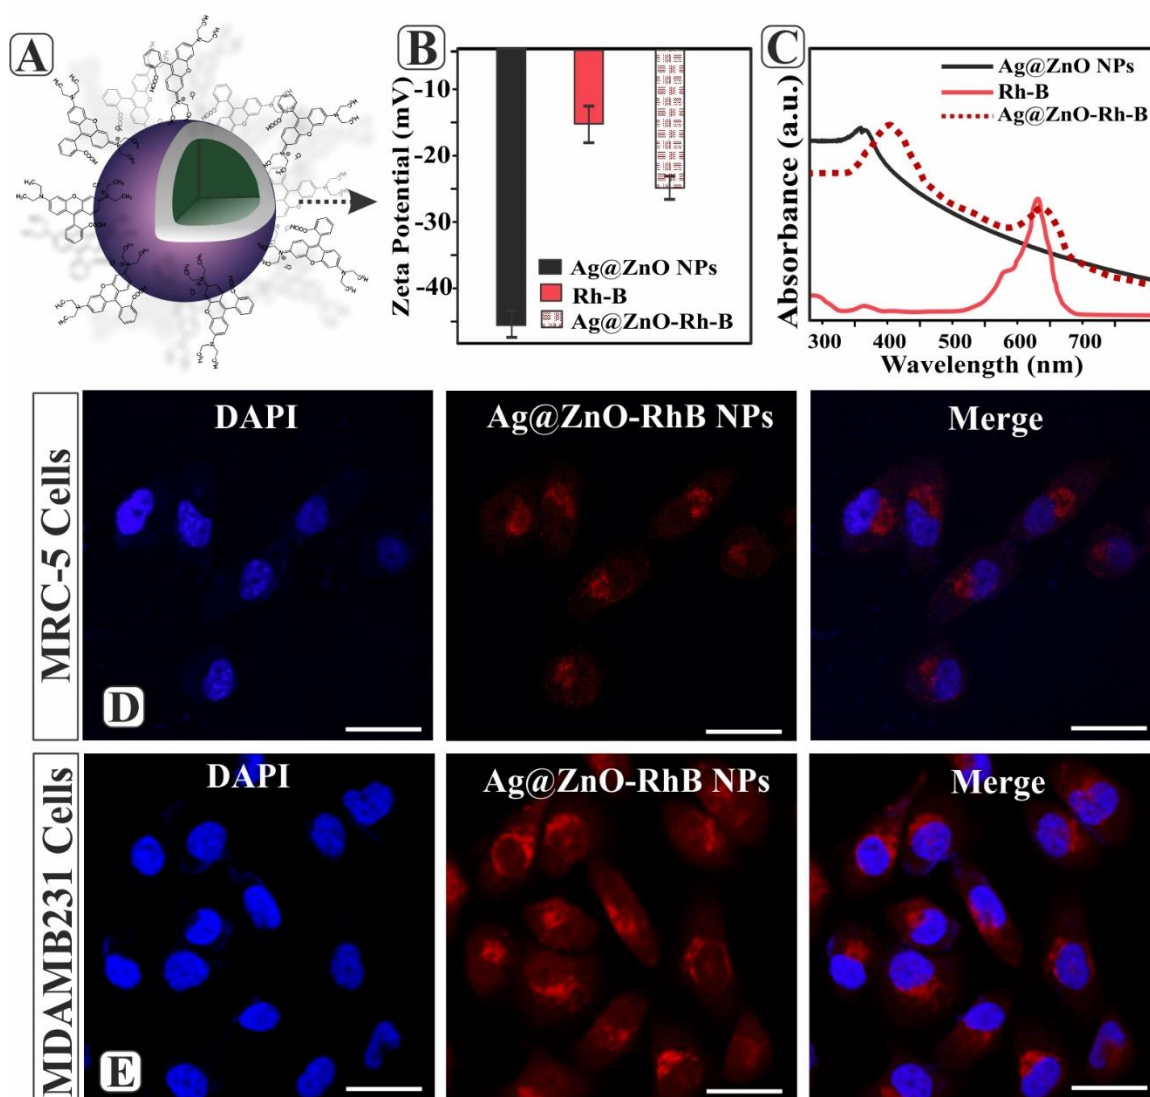 A
B
Zeta Potential (mV)
-10
-20
-30
-40
Ag@ZnO NPs
Rh-B
Ag@ZnO-Rh-B
C
Absorbance (a.u.)
Ag@ZnO NPs
Rh-B
Ag@ZnO-Rh-B
300 400 500 600 700
Wavelength (nm)
MRC-5 Cells
DAPI
Ag@ZnO-RhB NPs
Merge
D
MDAMB231 Cells
DAPI
Ag@ZnO-RhB NPs
Merge
E